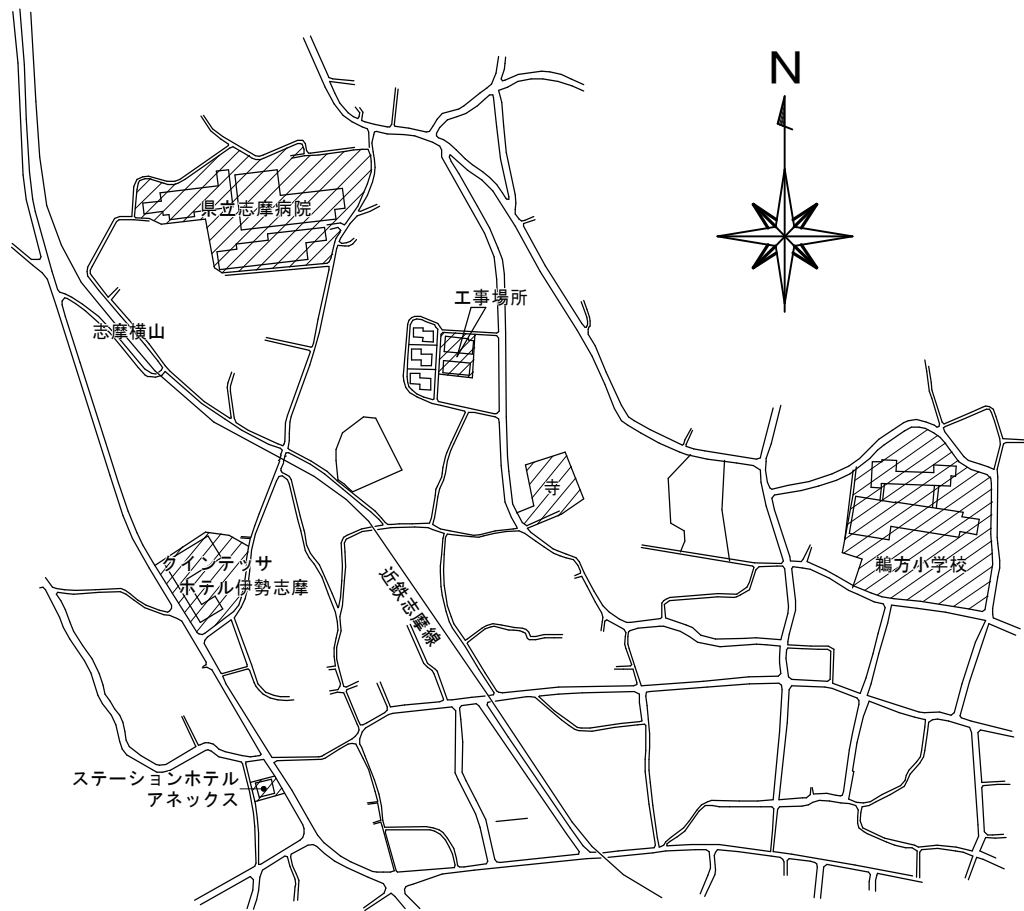 N
県立志摩病院
工事場所
志摩横山
寺
鵜方小学校
クインテッサ
ホテル伊勢志摩
近鉄志摩線
ステーションホテル
アネックス